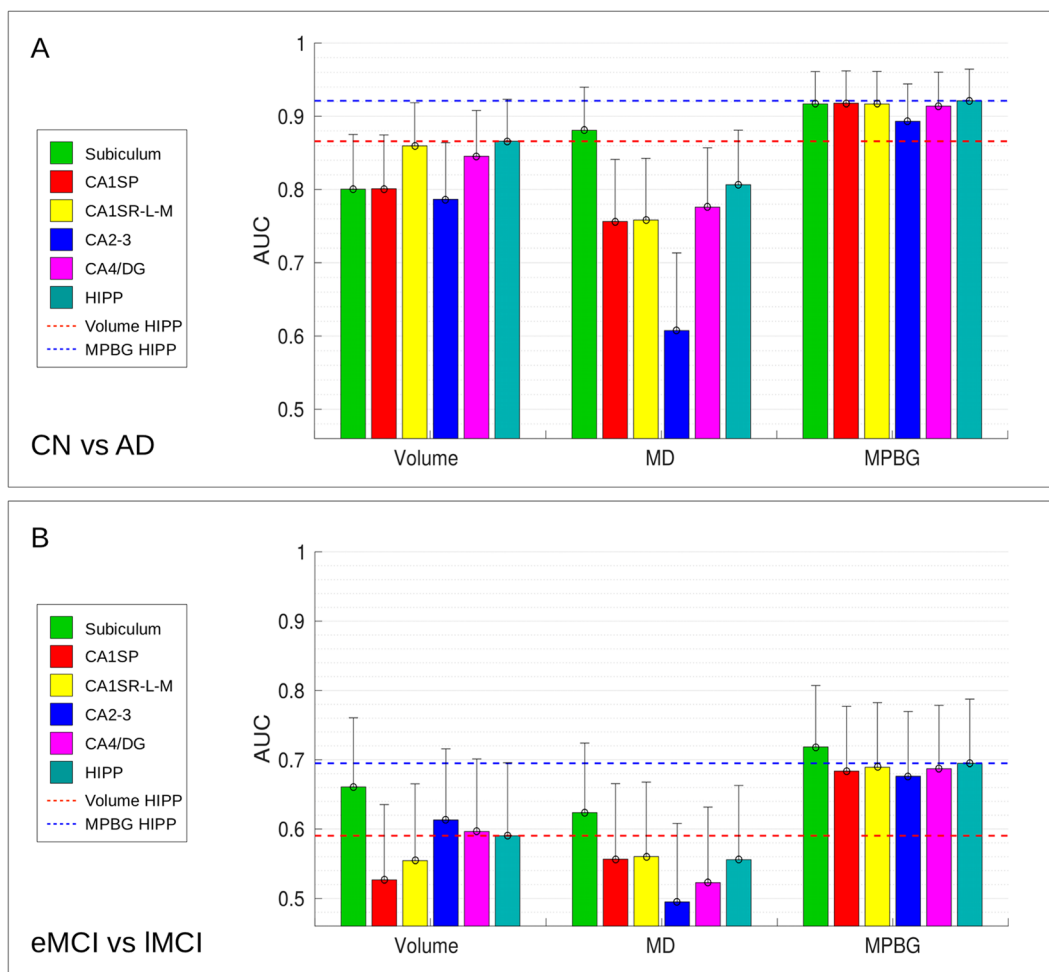 A
Subiculum
CA1SP
CA1SR-L-M
CA2-3
CA4/DG
HIPP
Volume HIPP
MPBG HIPP
CN vs AD
AUC
1
0.9
0.8
0.7
0.6
0.5
Volume MD MPBG
B
Subiculum
CA1SP
CA1SR-L-M
CA2-3
CA4/DG
HIPP
Volume HIPP
MPBG HIPP
eMCI vs lMCI
AUC
1
0.9
0.8
0.7
0.6
0.5
Volume MD MPBG